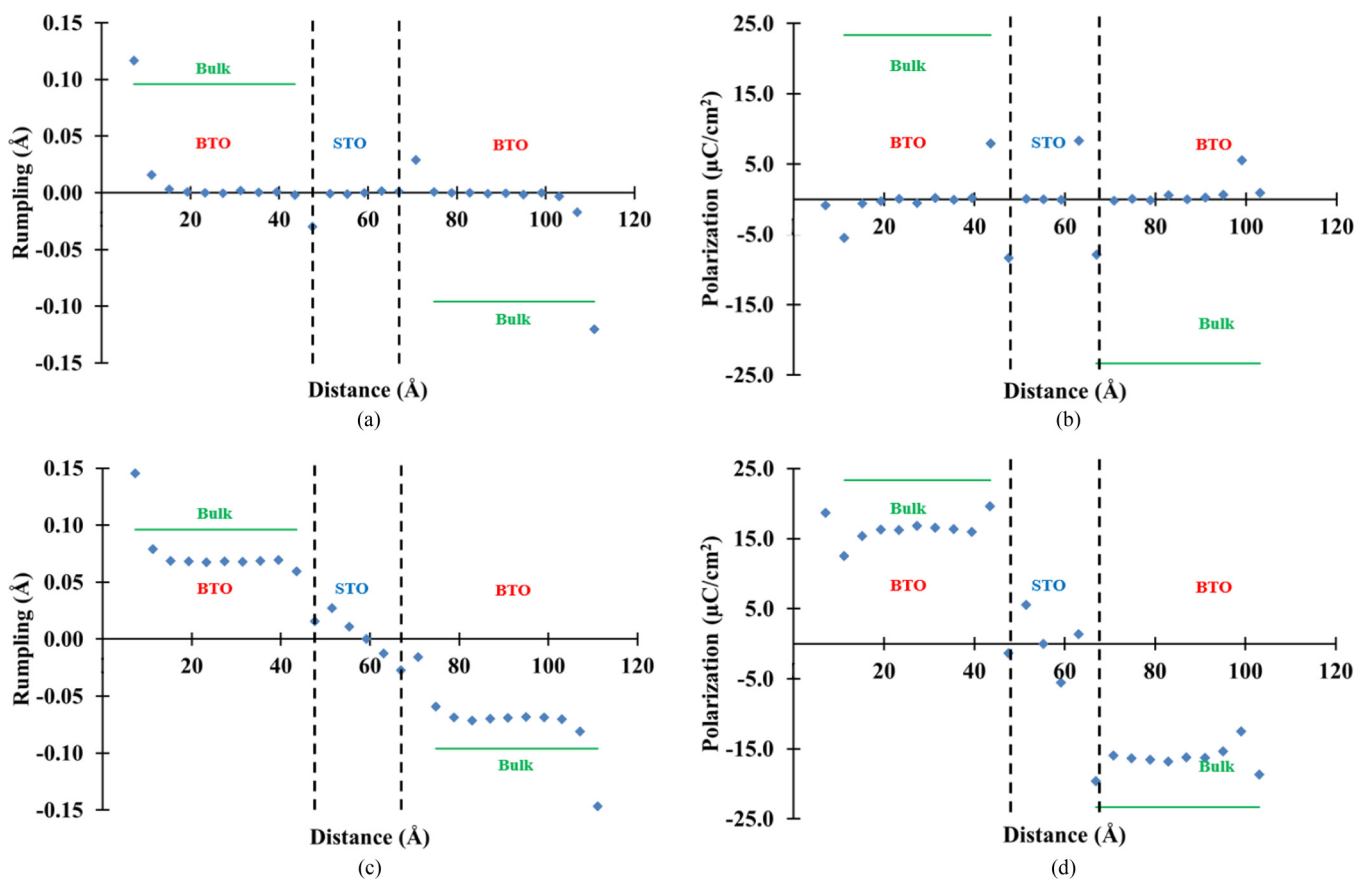 0.15
0.10
0.05
0.00
-0.05
-0.10
-0.15
Rumpling (Å)
Bulk
BTO
STO
BTO
Bulk
0 20 40 60 80 100 120
Distance (Å)
(a)
25.0
15.0
5.0
-5.0
-15.0
-25.0
Polarization (μC/cm²)
Bulk
BTO
STO
BTO
Bulk
20 40 60 80 100 120
Distance (Å)
(b)
0.15
0.10
0.05
0.00
-0.05
-0.10
-0.15
Rumpling (Å)
Bulk
BTO
STO
BTO
Bulk
0 20 40 60 80 100 120
Distance (Å)
(c)
25.0
15.0
5.0
-5.0
-15.0
-25.0
Polarization (μC/cm²)
Bulk
BTO
STO
BTO
Bulk
20 40 60 80 100 120
Distance (Å)
(d)